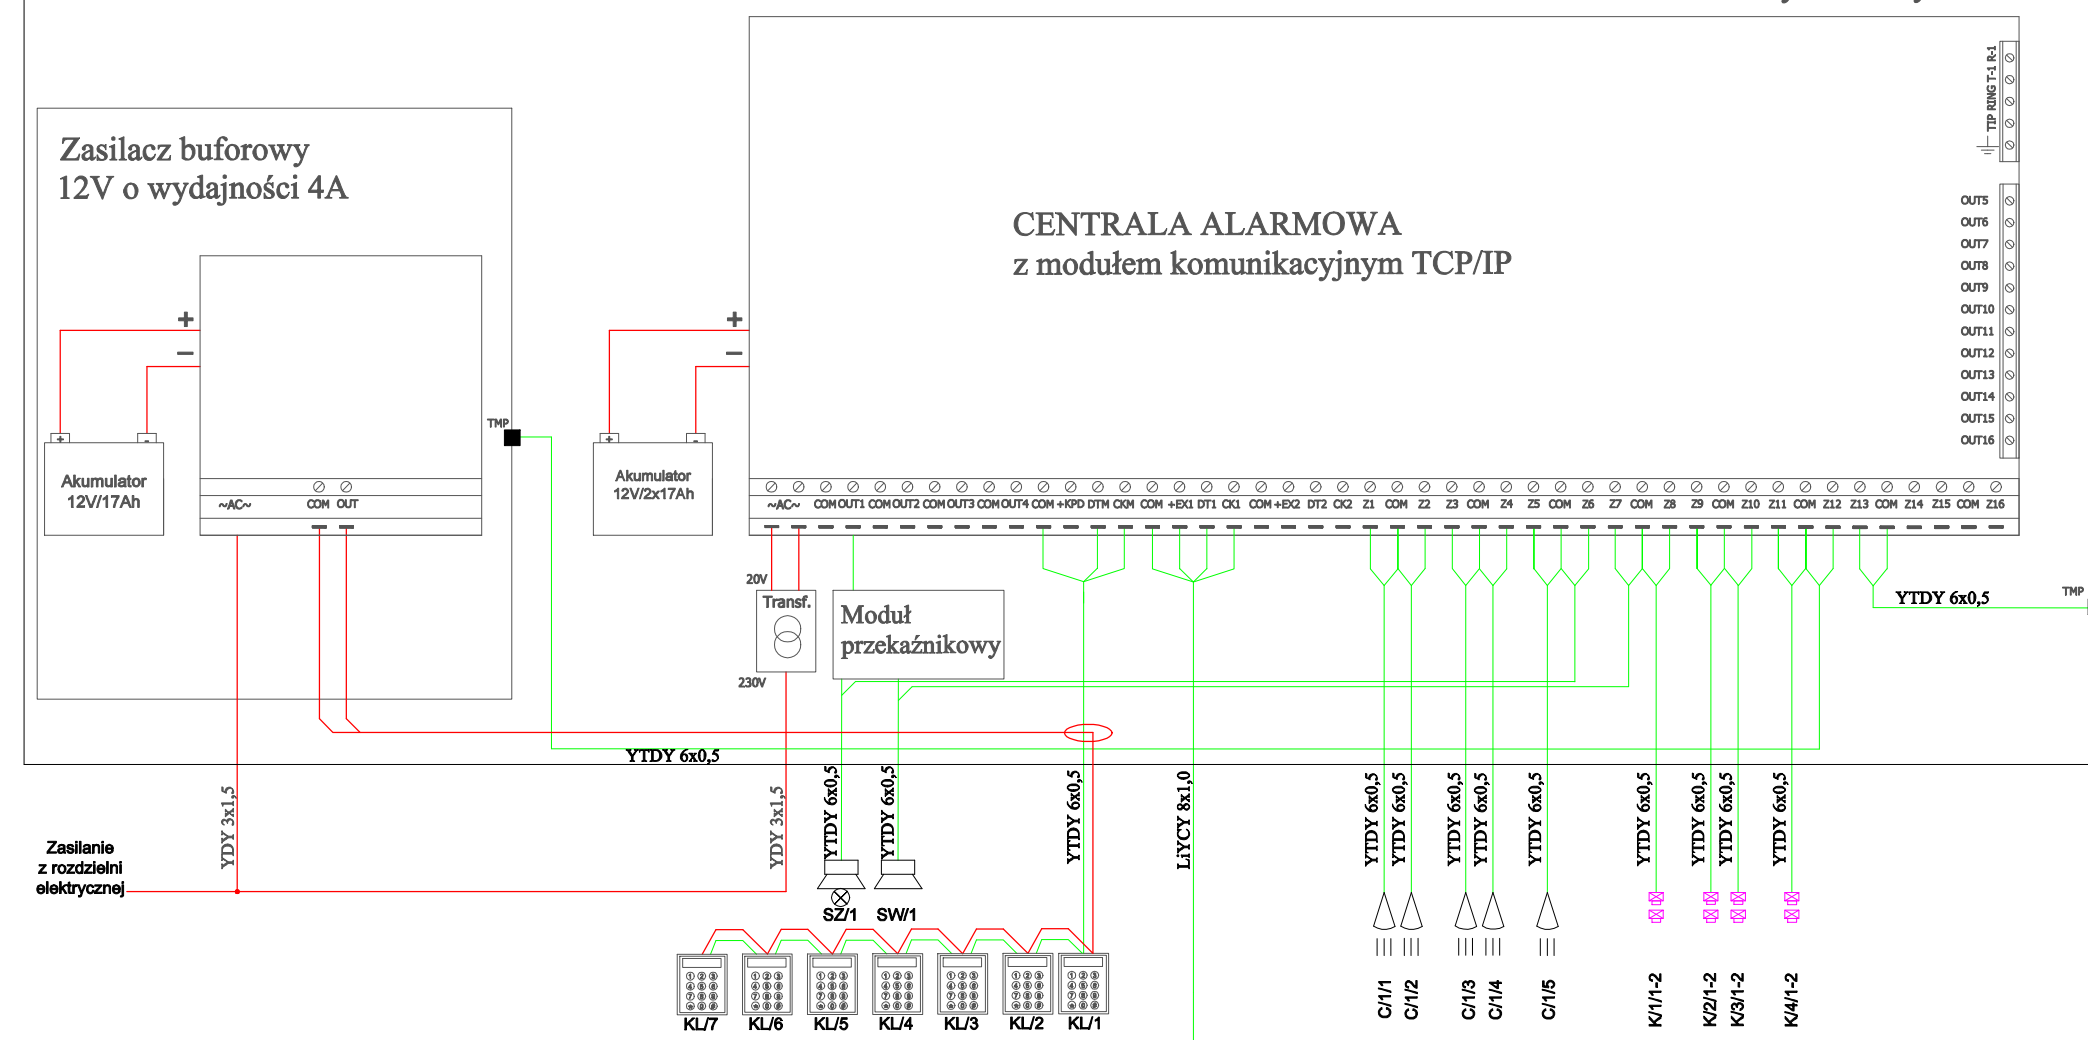 TIP RING T-1 R-1
Zasilacz buforowy
12V o wydajności 4A
CENTRALA ALARMOWA
z modułem komunikacyjnym TCP/IP
OUT5
OUT6
OUT7
OUT8
OUT9
OUT10
OUT11
OUT12
OUT13
OUT14
OUT15
OUT16
+
−
+
−
TMP
+ -
Akumulator
12V/17Ah
+ -
Akumulator
12V/2x17Ah
~AC~ COM OUT
~AC~ COM OUT1 COM OUT2 COM OUT3 COM OUT4 COM +KPD DTM CKM COM +EX1 DT1 CK1 COM +EX2 DT2 CK2 Z1 COM Z2 Z3 COM Z4 Z5 COM Z6 Z7 COM Z8 Z9 COM Z10 Z11 COM Z12 Z13 COM Z14 Z15 COM Z16
20V
Transf.
230V
Moduł
przekaźnikowy
YTDY 6x0,5
TMP
YTDY 6x0,5
YDY 3x1,5
YDY 3x1,5
YTDY 6x0,5
YTDY 6x0,5
YTDY 6x0,5
LiYCY 8x1,0
YTDY 6x0,5
YTDY 6x0,5
YTDY 6x0,5
YTDY 6x0,5
YTDY 6x0,5
YTDY 6x0,5
YTDY 6x0,5
YTDY 6x0,5
YTDY 6x0,5
Zasilanie
z rozdzielni
elektrycznej
SZ/1
SW/1
KL/7
KL/6
KL/5
KL/4
KL/3
KL/2
KL/1
C/1/1
C/1/2
C/1/3
C/1/4
C/1/5
K/1/1-2
K/2/1-2
K/3/1-2
K/4/1-2